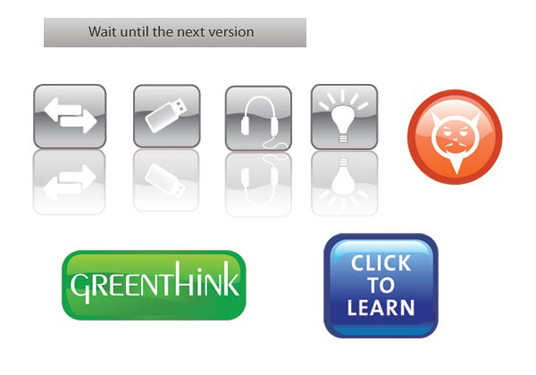 Wait until the next version
GREENTHINK
CLICK
TO
LEARN